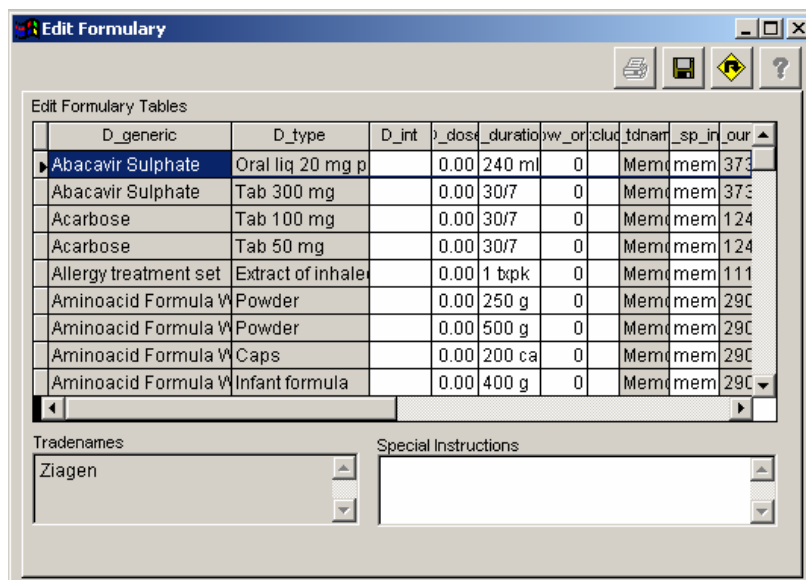 Edit Formulary
?
Edit Formulary Tables
D_generic D_type D_int _dose _duratio ow_or clud _tdnam _sp_in _our
Abacavir Sulphate Oral liq 20 mg p 0.00 240 ml 0 Memo mem 373
Abacavir Sulphate Tab 300 mg 0.00 30/7 0 Memo mem 373
Acarbose Tab 100 mg 0.00 30/7 0 Memo mem 124
Acarbose Tab 50 mg 0.00 30/7 0 Memo mem 124
Allergy treatment set Extract of inhale 0.00 1 txpk 0 Memo mem 111
Aminoacid Formula W Powder 0.00 250 g 0 Memo mem 290
Aminoacid Formula W Powder 0.00 500 g 0 Memo mem 290
Aminoacid Formula W Caps 0.00 200 ca 0 Memo mem 290
Aminoacid Formula W Infant formula 0.00 400 g 0 Memo mem 290
Tradenames Special Instructions
Ziagen